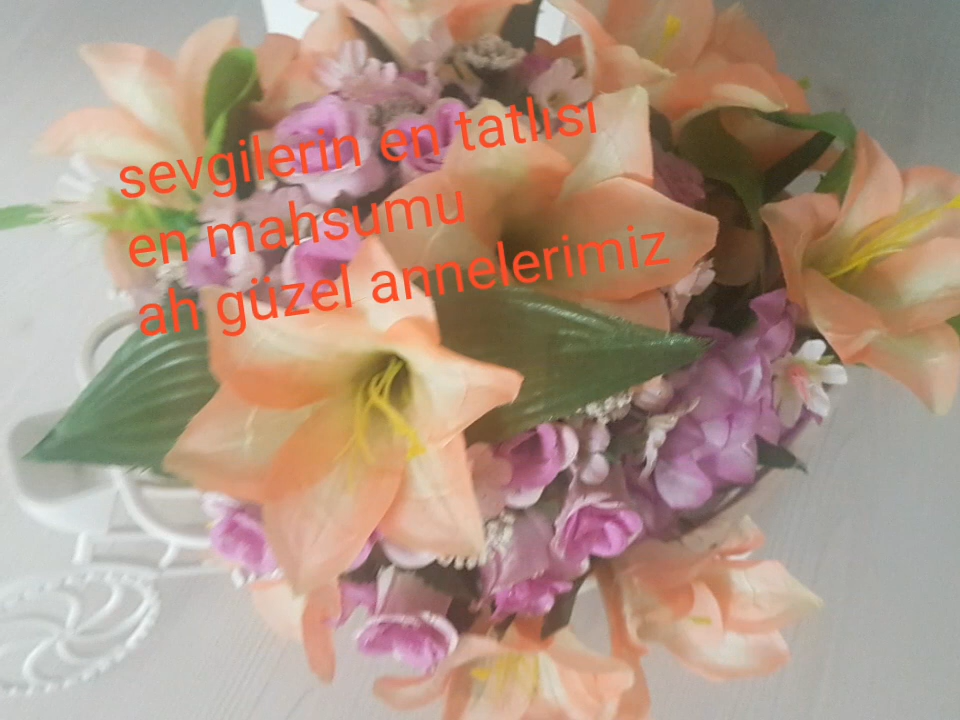 sevgilerin en tatlısı
en mahsumu
ah güzel annelerimiz